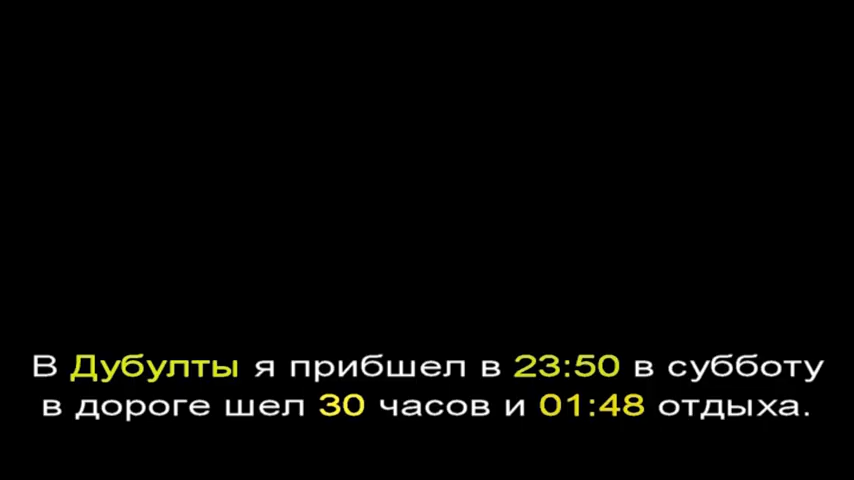 В Дубулты я прибшел в 23:50 в субботу
в дороге шел 30 часов и 01:48 отдыха.